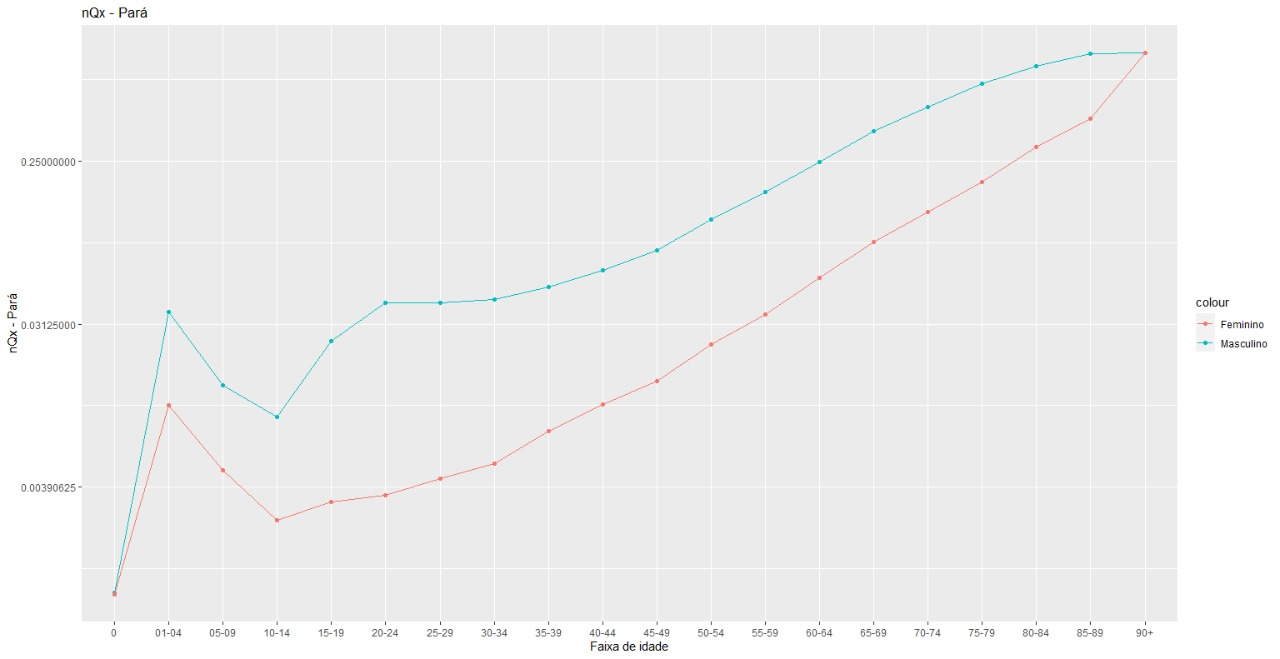 nQx - Pará
nQx - Pará
0.25000000
0.03125000
0.00390625
0 01-04 05-09 10-14 15-19 20-24 25-29 30-34 35-39 40-44 45-49 50-54 55-59 60-64 65-69 70-74 75-79 80-84 85-89 90+
Faixa de idade
colour
Feminino
Masculino